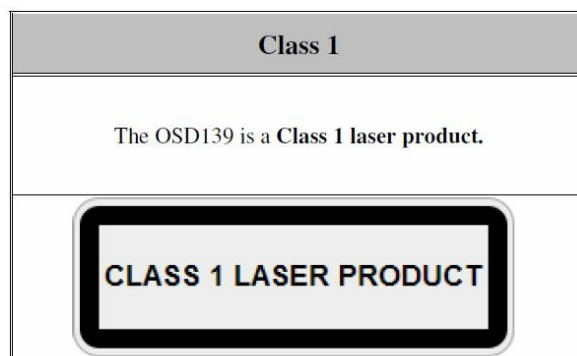 Class 1
The OSD139 is a Class 1 laser product.
CLASS 1 LASER PRODUCT